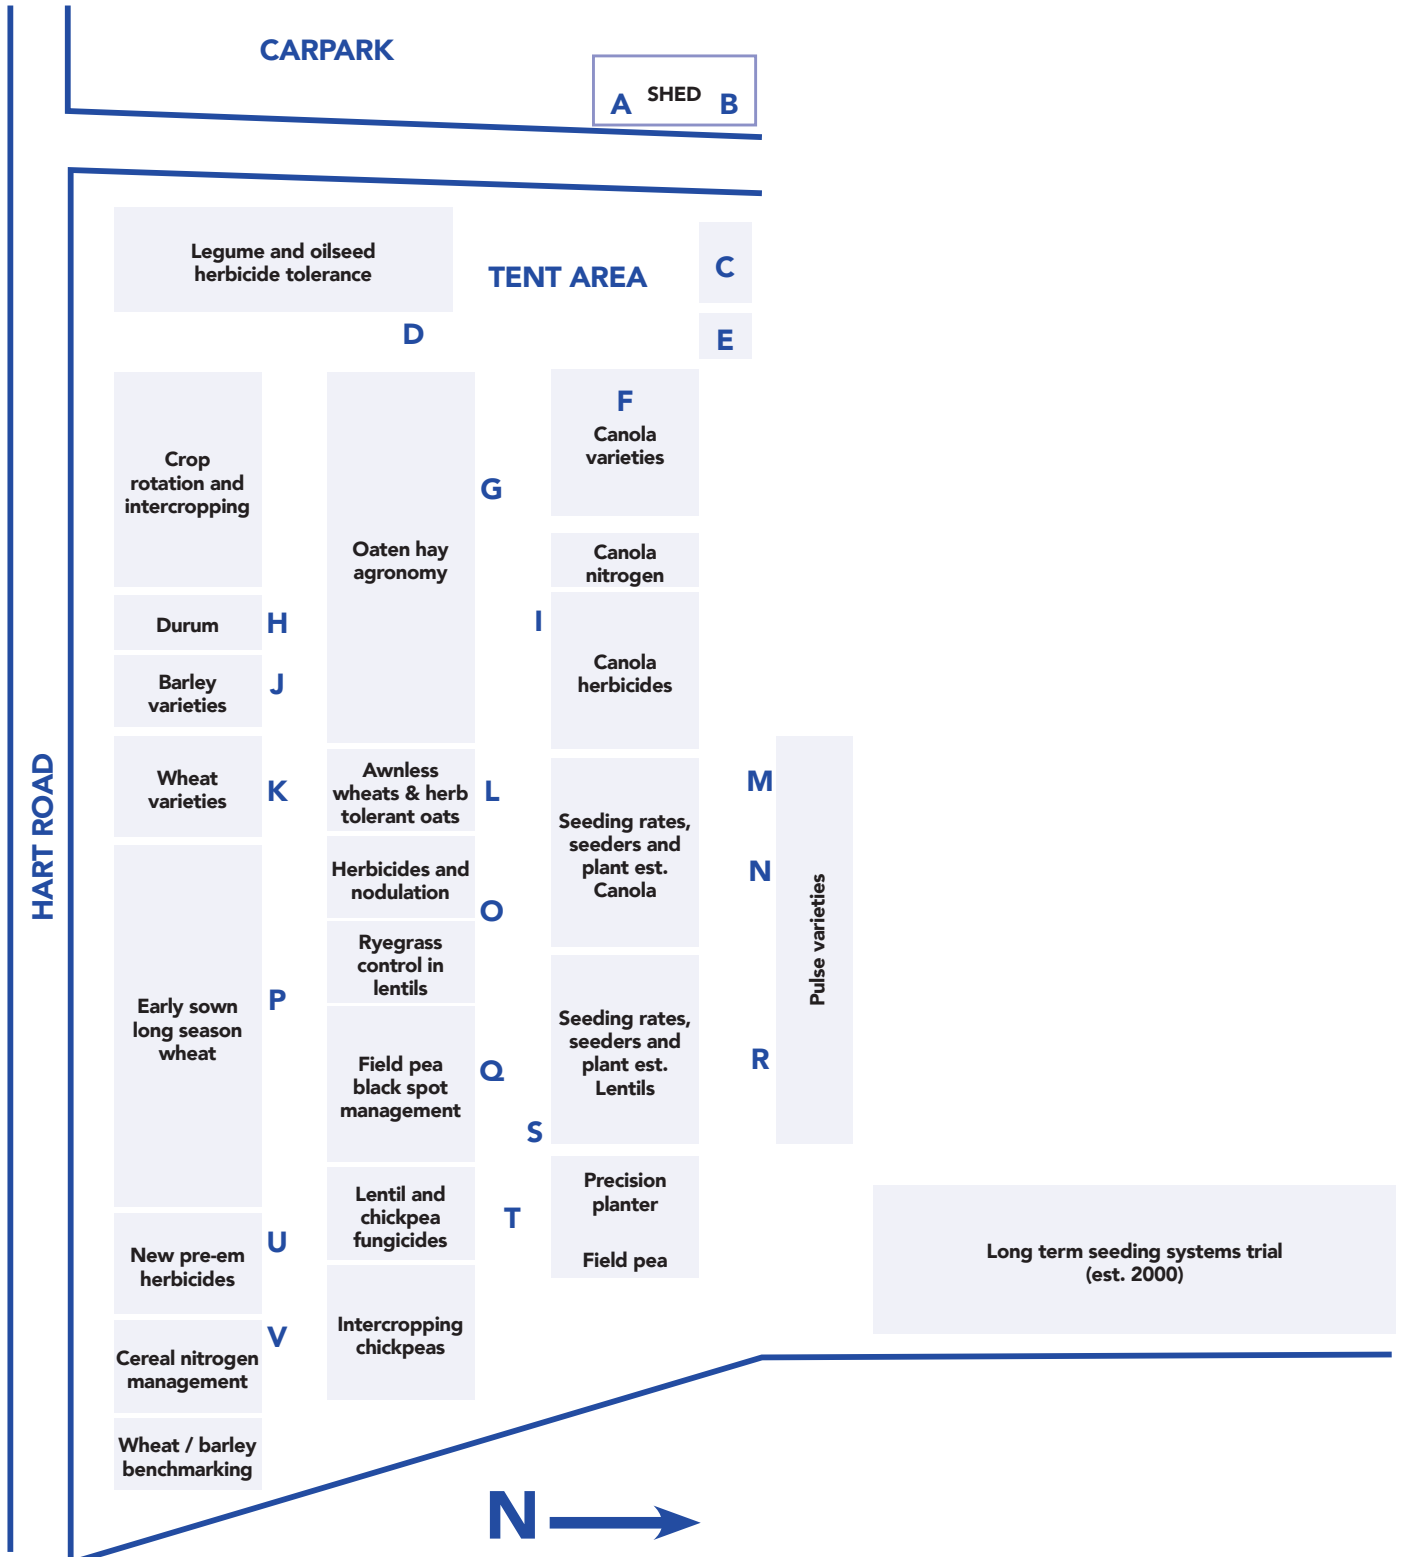 CARPARK
A SHED B
Legume and oilseed
herbicide tolerance
TENT AREA
C
D
E
Crop
rotation and
intercropping
Oaten hay
agronomy
G
F
Canola
varieties
Canola
nitrogen
Durum
H
I
Canola
herbicides
Barley
varieties
J
Wheat
varieties
K
Awnless
wheats & herb
tolerant oats
L
Seeding rates,
seeders and
plant est.
Canola
M
N
Pulse varieties
HART ROAD
Herbicides and
nodulation
O
Ryegrass
control in
lentils
Early sown
long season
wheat
P
Field pea
black spot
management
Q
Seeding rates,
seeders and
plant est.
Lentils
R
S
Lentil and
chickpea
fungicides
T
Precision
planter
Field pea
New pre-em
herbicides
U
Long term seeding systems trial
(est. 2000)
Intercropping
chickpeas
V
Cereal nitrogen
management
Wheat / barley
benchmarking
N